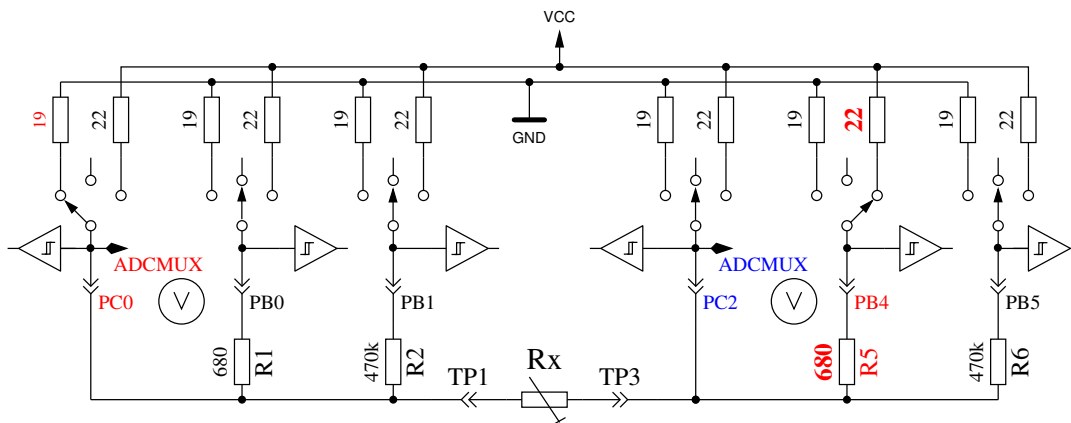 VCC
GND
19
22
19
22
19
22
19
22
19
22
19
22
ADCMUX
PC0
V
PB0
PB1
ADCMUX
PC2
V
PB4
PB5
680
R1
470k
R2
TP1
Rx
TP3
680
R5
470k
R6